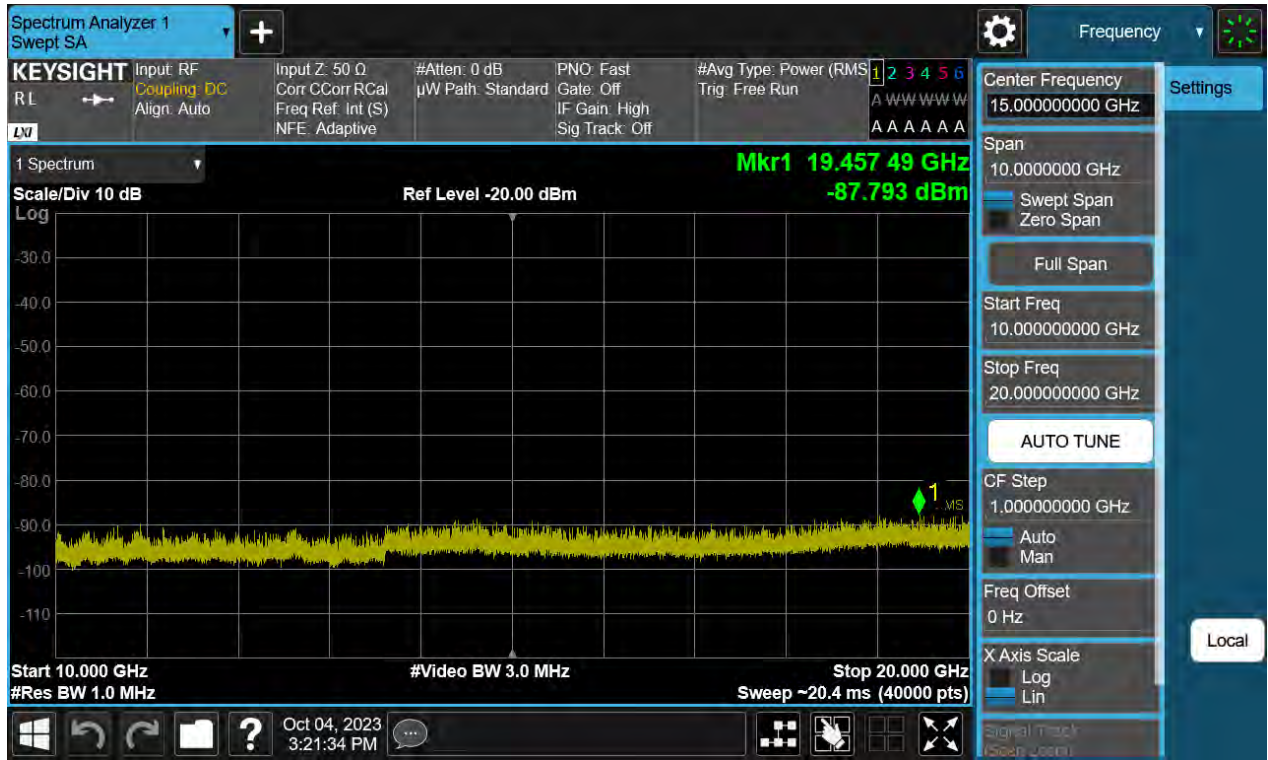 Spectrum Analyzer 1
Swept SA
Frequency
KEYSIGHT
RL
LXI
Input: RF
Coupling: DC
Align: Auto
Input Z: 50 Ω
Corr CCorr RCal
Freq Ref: Int (S)
NFE: Adaptive
#Atten: 0 dB
µW Path: Standard
PNO: Fast
Gate: Off
IF Gain: High
Sig Track: Off
#Avg Type: Power (RMS
Trig: Free Run
1 2 3 4 5 6
A W W W W W
A A A A A A
1 Spectrum
Scale/Div 10 dB
Log
Ref Level -20.00 dBm
Mkr1 19.457 49 GHz
-87.793 dBm
-30.0
-40.0
-50.0
-60.0
-70.0
-80.0
-90.0
-100
-110
1
Start 10.000 GHz
#Res BW 1.0 MHz
#Video BW 3.0 MHz
Stop 20.000 GHz
Sweep ~20.4 ms (40000 pts)
Center Frequency
15.000000000 GHz
Settings
Span
10.0000000 GHz
Swept Span
Zero Span
Full Span
Start Freq
10.000000000 GHz
Stop Freq
20.000000000 GHz
AUTO TUNE
CF Step
1.000000000 GHz
Auto
Man
Freq Offset
0 Hz
X Axis Scale
Log
Lin
Local
Signal Track
(Span Zoom)
?
Oct 04, 2023
3:21:34 PM